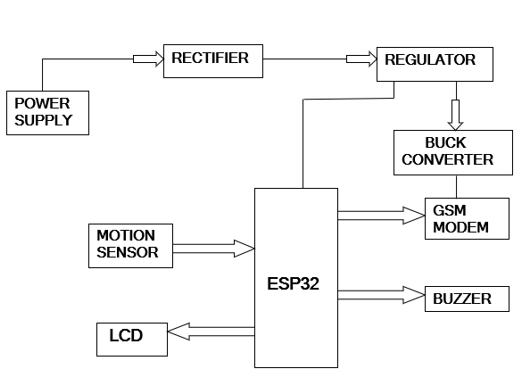 RECTIFIER
REGULATOR
POWER
SUPPLY
BUCK
CONVERTER
GSM
MODEM
MOTION
SENSOR
ESP32
BUZZER
LCD